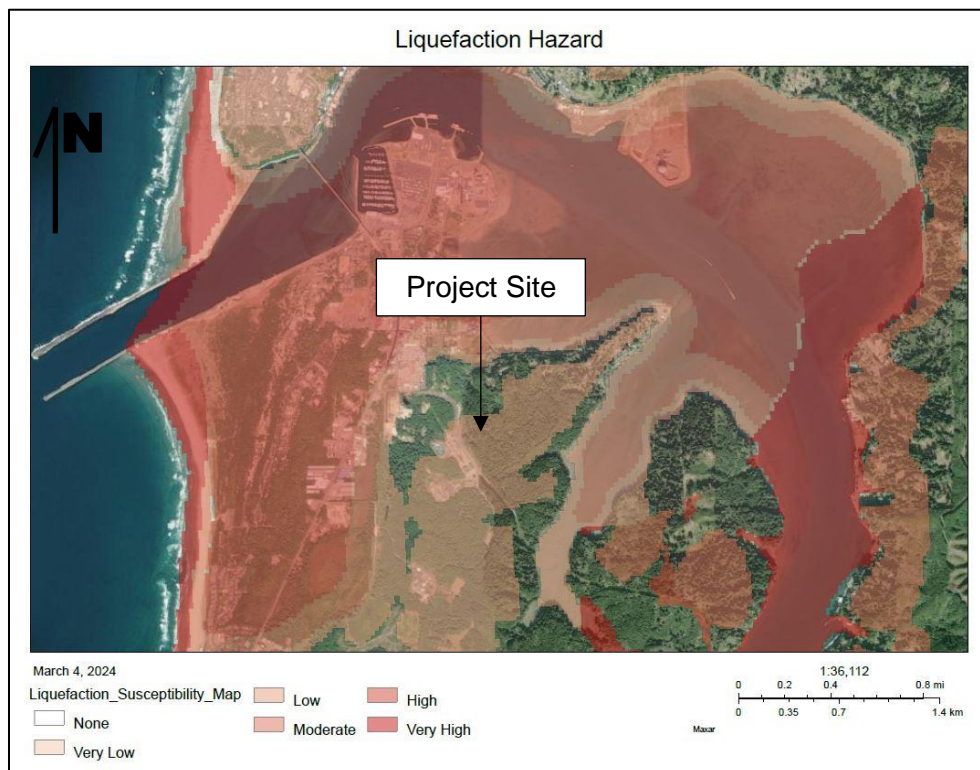 Liquefaction Hazard
N
Project Site
March 4, 2024
Liquefaction_Susceptibility_Map
None
Very Low
Low
Moderate
High
Very High
1:36,112
0 0.2 0.4 0.8 mi
0 0.35 0.7 1.4 km
Maxar